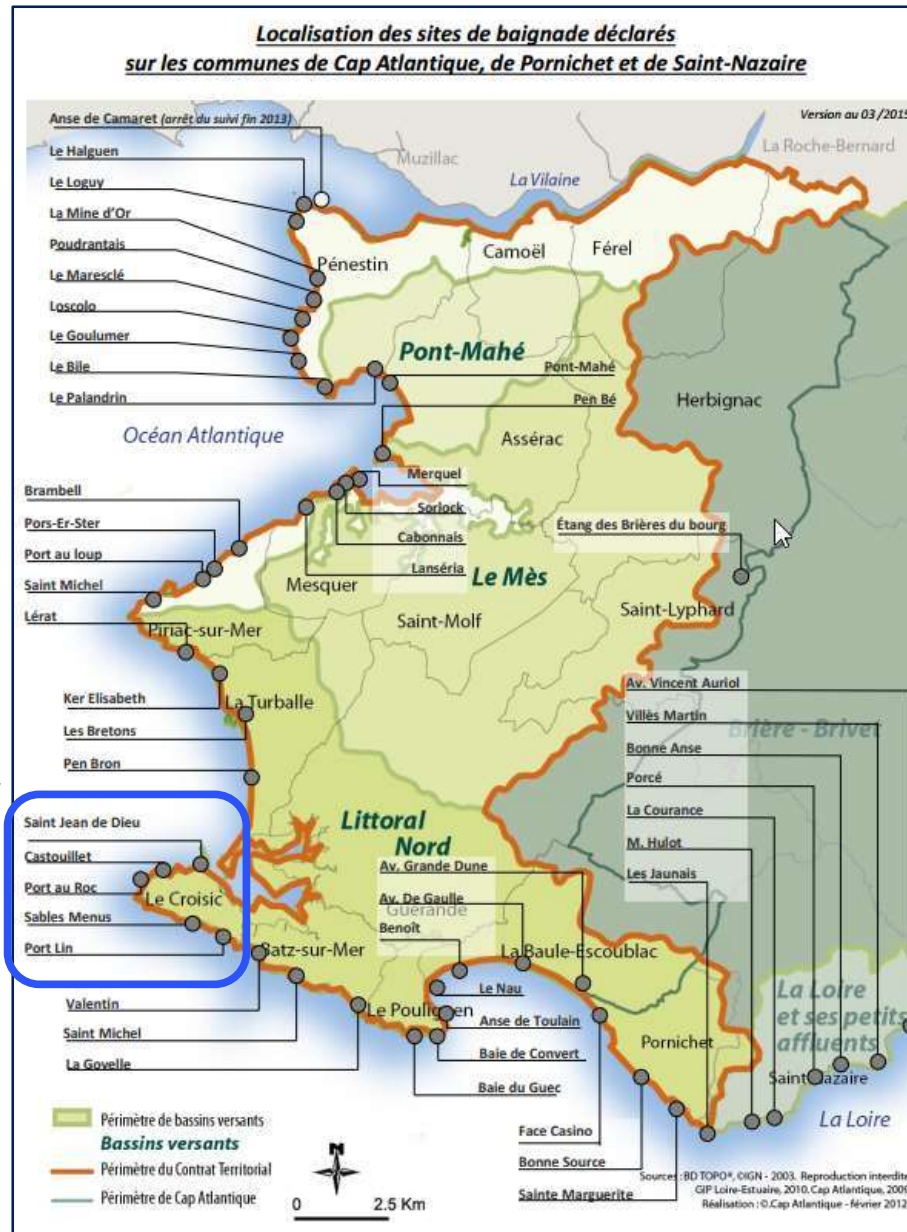 Localisation des sites de baignade déclarés
sur les communes de Cap Atlantique, de Pornichet et de Saint-Nazaire
Version au 03 /2015
Anse de Camaret (arrêt du suivi fin 2013)
Le Halguen
Le Loguy
La Mine d'Or
Poudrantais
Le Maresclé
Loscolo
Le Goulumer
Le Bile
Le Palandrin
Muzillac
La Vilaine
La Roche-Bernard
Pénestin
Camoël
Férel
Pont-Mahé
Pont-Mahé
Pen Bé
Herbignac
Assérac
Océan Atlantique
Merquel
Sorlock
Cabonnais
Lanséria
Brambell
Pors-Er-Ster
Port au loup
Saint Michel
Lérat
Étang des Brières du bourg
Mesquer
Le Mès
Saint-Molf
Saint-Lyphard
Piriac-sur-Mer
Ker Elisabeth
Les Bretons
Pen Bron
La Turballe
Av. Vincent Auriol
Villès Martin
Brière - Brivet
Bonne Anse
Porcé
La Courance
M. Hulot
Les Jaunais
Saint Jean de Dieu
Castouillet
Port au Roc
Sables Menus
Port Lin
Le Croisic
Littoral
Nord
Guérande
Av. Grande Dune
Av. De Gaulle
Benoît
La Baule-Escoublac
Batz-sur-Mer
Valentin
Saint Michel
La Govelle
Le Pouliguen
Le Nau
Anse de Toulain
Baie de Convert
Baie du Guec
Pornichet
La Loire
et ses petits
affluents
Saint-Nazaire
La Loire
Face Casino
Bonne Source
Sainte Marguerite
Périmètre de bassins versants
Bassins versants
Périmètre du Contrat Territorial
Périmètre de Cap Atlantique
N
0 2.5 Km
Sources : BD TOPO®, ©IGN - 2003. Reproduction interdite
GIP Loire-Estuaire, 2010. Cap Atlantique, 2009
Réalisation : ©.Cap Atlantique - février 2012